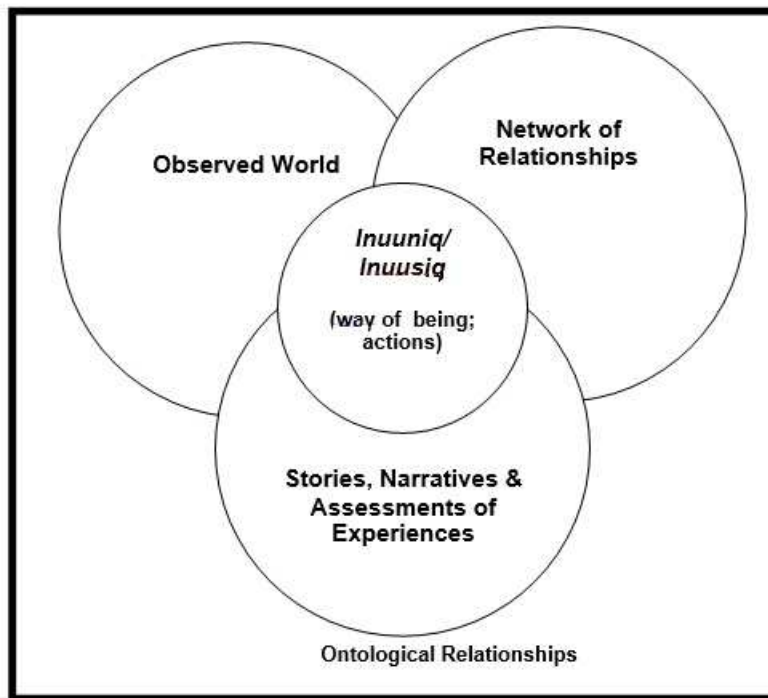 Observed World
Network of
Relationships
Inuuniq/
Inuusiq
(way of being;
actions)
Stories, Narratives &
Assessments of
Experiences
Ontological Relationships